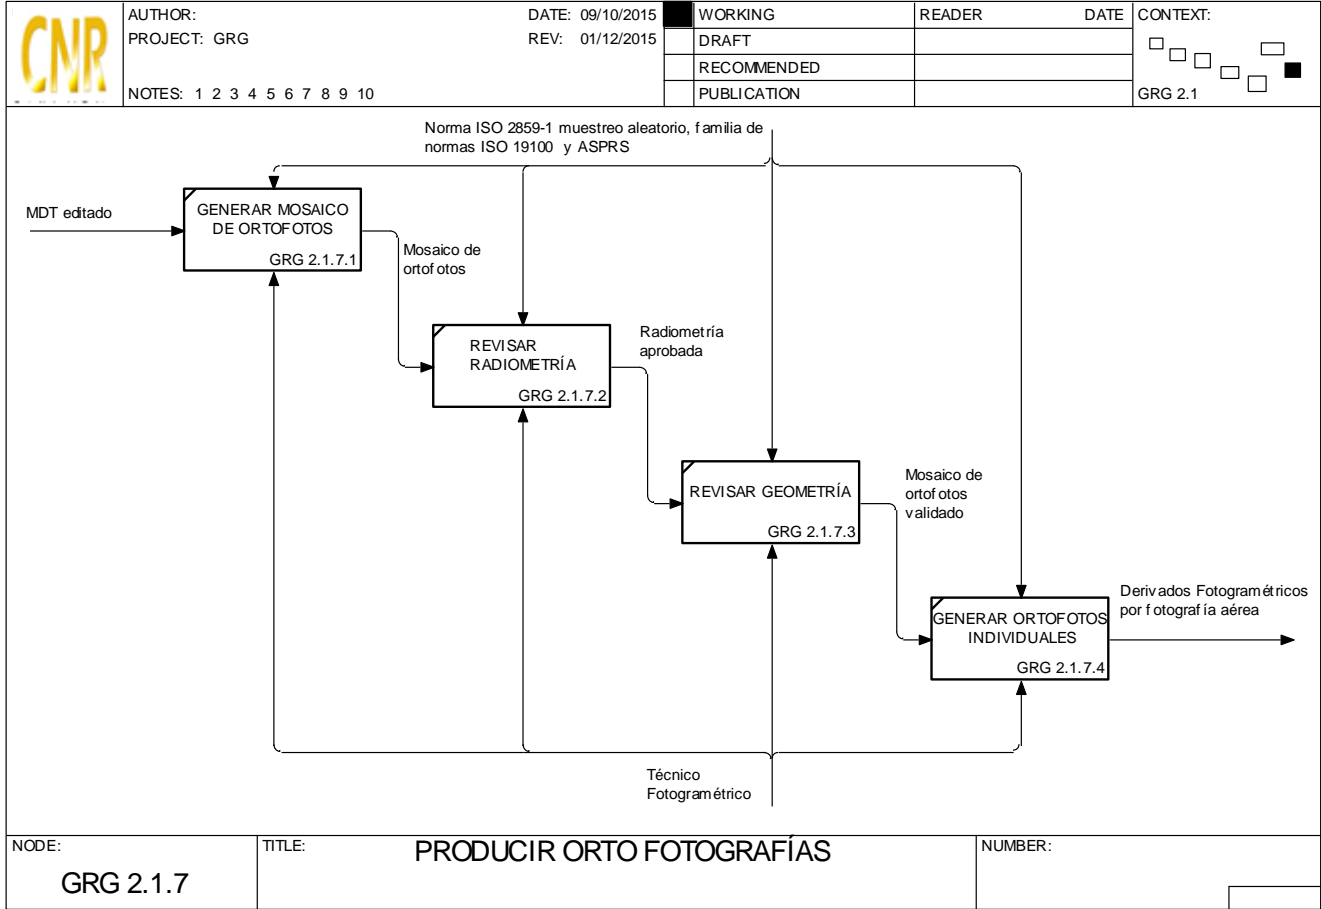 CNR
AUTHOR:
PROJECT: GRG
NOTES: 1 2 3 4 5 6 7 8 9 10
DATE: 09/10/2015
REV: 01/12/2015
WORKING
DRAFT
RECOMMENDED
PUBLICATION
READER DATE
CONTEXT:
GRG 2.1
Norma ISO 2859-1 muestreo aleatorio, familia de
normas ISO 19100 y ASPRS
MDT editado
GENERAR MOSAICO
DE ORTOFOTOS
GRG 2.1.7.1
Mosaico de
ortofotos
REVISAR
RADIOMETRÍA
GRG 2.1.7.2
Radiometría
aprobada
REVISAR GEOMETRÍA
GRG 2.1.7.3
Mosaico de
ortofotos
validado
GENERAR ORTOFOTOS
INDIVIDUALES
GRG 2.1.7.4
Derivados Fotogramétricos
por fotografía aérea
Técnico
Fotogramétrico
NODE:
GRG 2.1.7
TITLE:
PRODUCIR ORTO FOTOGRAFÍAS
NUMBER: